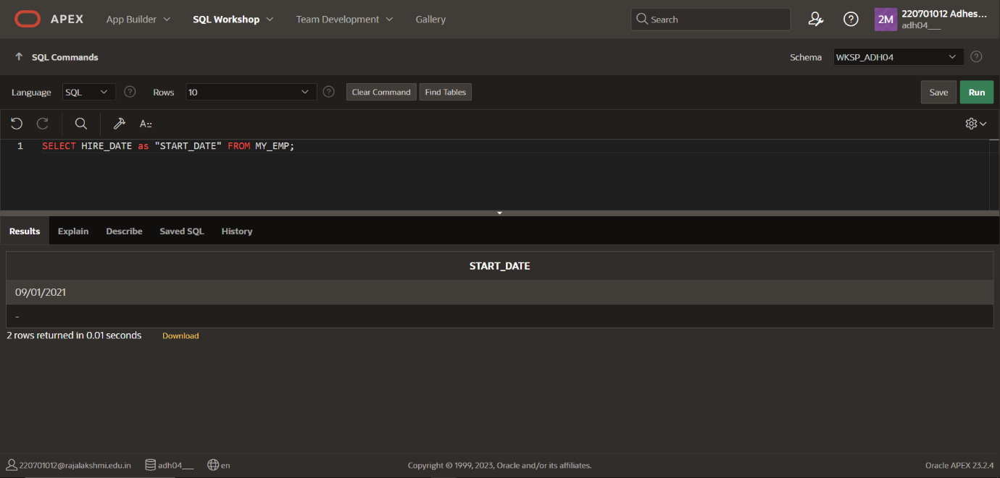 APEX App Builder SQL Workshop Team Development Gallery Search 2M 220701012 Adhes...
adh04___
SQL Commands Schema WKSP_ADH04
Language SQL Rows 10 Clear Command Find Tables Save Run
A::
1 SELECT HIRE_DATE as "START_DATE" FROM MY_EMP;
Results Explain Describe Saved SQL History
START_DATE
09/01/2021
-
2 rows returned in 0.01 seconds Download
220701012@rajalakshmi.edu.in adh04___ en Copyright © 1999, 2023, Oracle and/or its affiliates. Oracle APEX 23.2.4